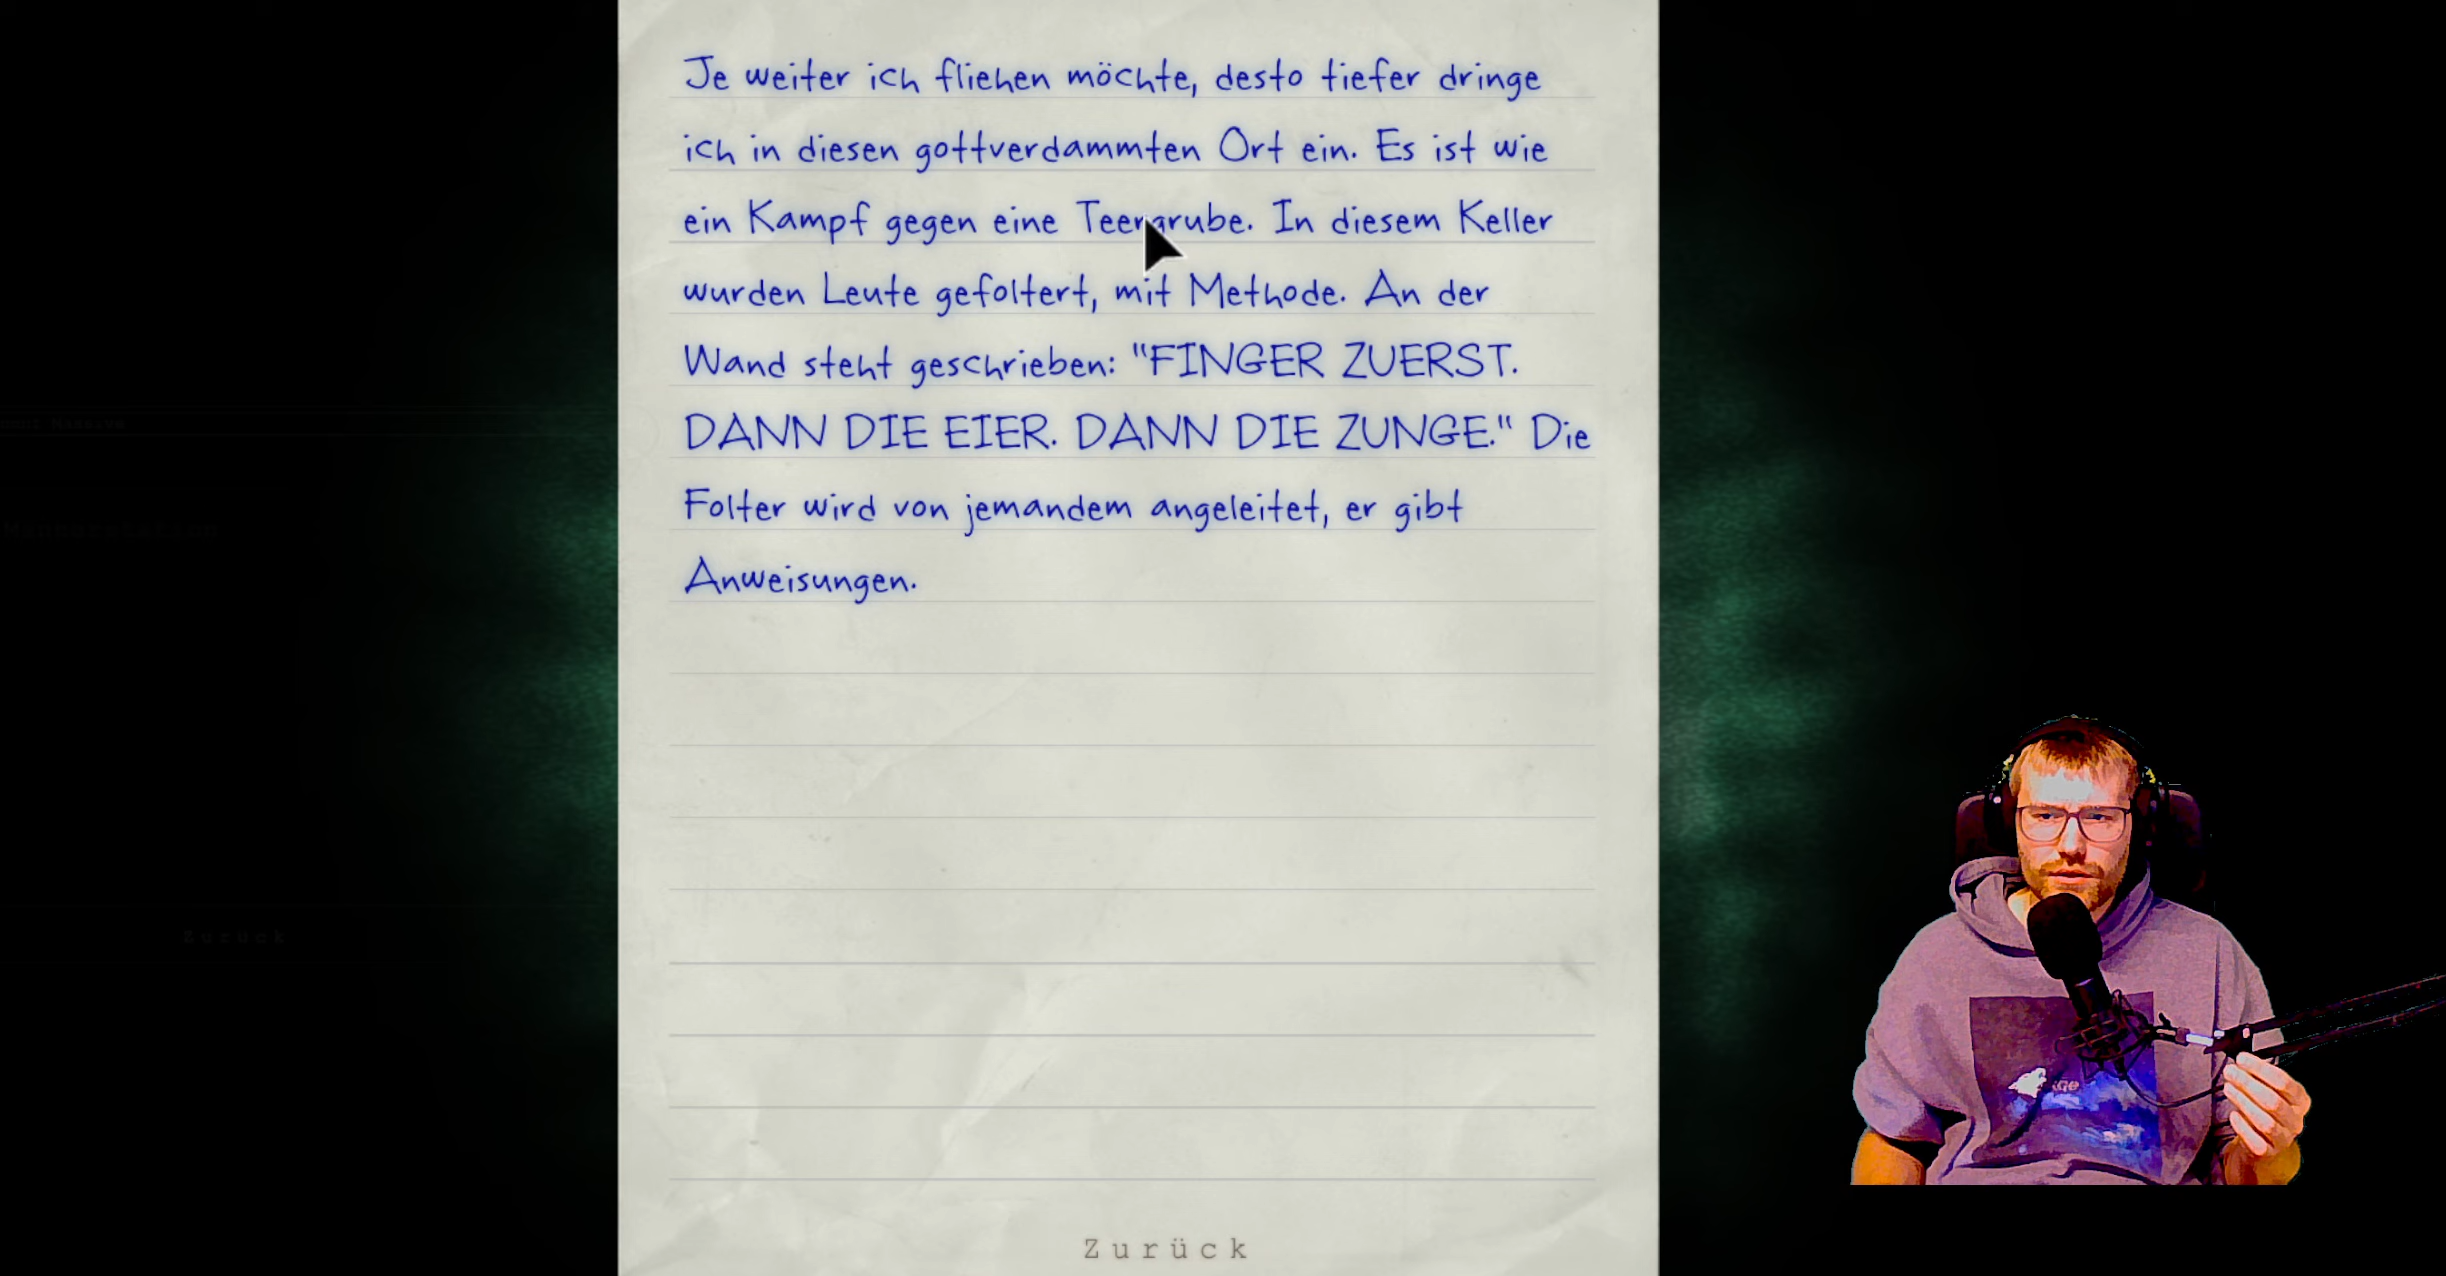 Je weiter ich fliehen möchte, desto tiefer dringe
ich in diesen gottverdammten Ort ein. Es ist wie
ein Kampf gegen eine Teergrube. In diesem Keller
wurden Leute gefoltert, mit Methode. An der
Wand steht geschrieben: "FINGER ZUERST.
DANN DIE EIER. DANN DIE ZUNGE." Die
Folter wird von jemandem angeleitet, er gibt
Anweisungen.
Zurück
Zurück